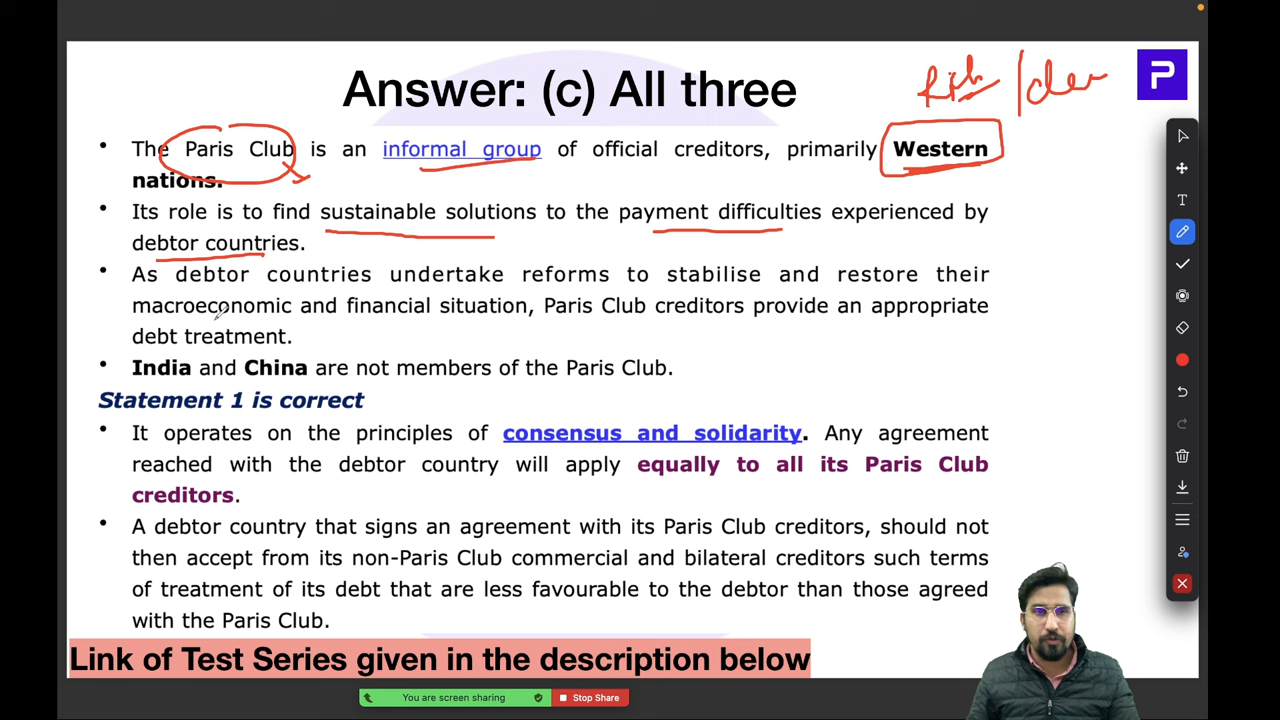 Answer: (c) All three
Rich/dev
P
• The Paris Club is an informal group of official creditors, primarily Western
nations.
• Its role is to find sustainable solutions to the payment difficulties experienced by
debtor countries.
• As debtor countries undertake reforms to stabilise and restore their
macroeconomic and financial situation, Paris Club creditors provide an appropriate
debt treatment.
• India and China are not members of the Paris Club.
Statement 1 is correct
• It operates on the principles of consensus and solidarity. Any agreement
reached with the debtor country will apply equally to all its Paris Club
creditors.
• A debtor country that signs an agreement with its Paris Club creditors, should not
then accept from its non-Paris Club commercial and bilateral creditors such terms
of treatment of its debt that are less favourable to the debtor than those agreed
with the Paris Club.
Link of Test Series given in the description below
You are screen sharing
Stop Share
T